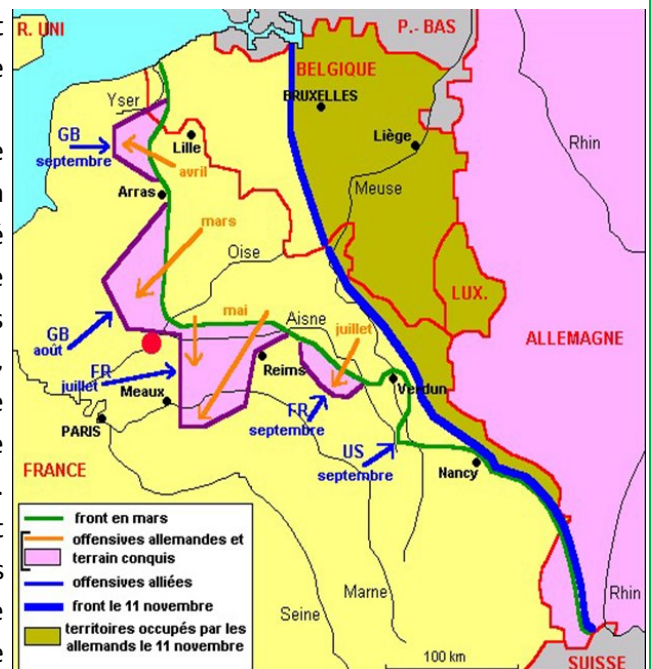 R. UNI
P.- BAS
BELGIQUE
BRUXELLES
Yser
GB
septembre
Lille
Liège
Rhin
avril
Meuse
Arras
mars
Oise
LUX.
mai
Aisne
juillet
ALLEMAGNE
GB
août
FR
juillet
Reims
Meaux
Verdun
FR
septembre
PARIS
US
septembre
Nancy
FRANCE
front en mars
offensives allemandes et
terrain conquis
offensives alliées
front le 11 novembre
territoires occupés par les
allemands le 11 novembre
Marne
Seine
Rhin
100 km
SUISSE